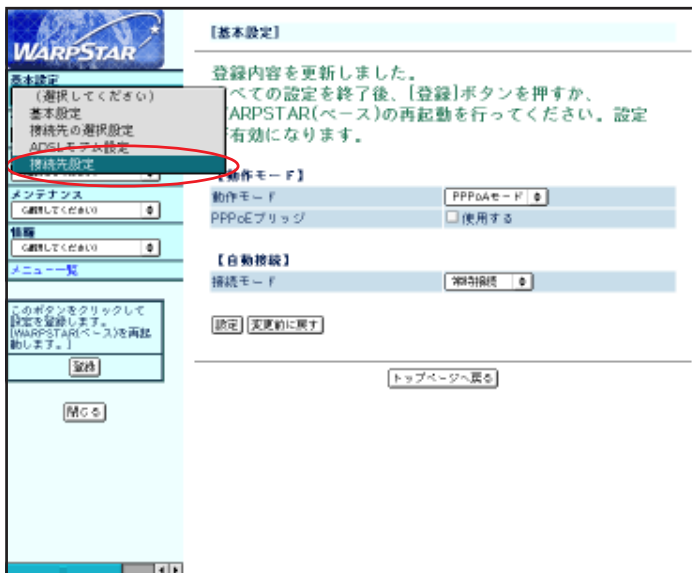 WARPSTAR
基本設定
(選択してください)
基本設定
接続先の選択設定
ADSLモデム設定
接続先設定
メンテナンス
(選択してください)
情報
(選択してください)
メニュー一覧
このボタンをクリックして
設定を登録します。
[WARPSTAR(ベース)を再起
動します。]
登録
閉じる
[基本設定]
登録内容を更新しました。
べての設定を終了後、[登録]ボタンを押すか、
ARPSTAR(ベース)の再起動を行ってください。設定
有効になります。
動作モード】
動作モード
PPPoAモード
PPPoEブリッジ
使用する
【自動接続】
接続モード
常時接続
設定
変更前に戻す
トップページへ戻る